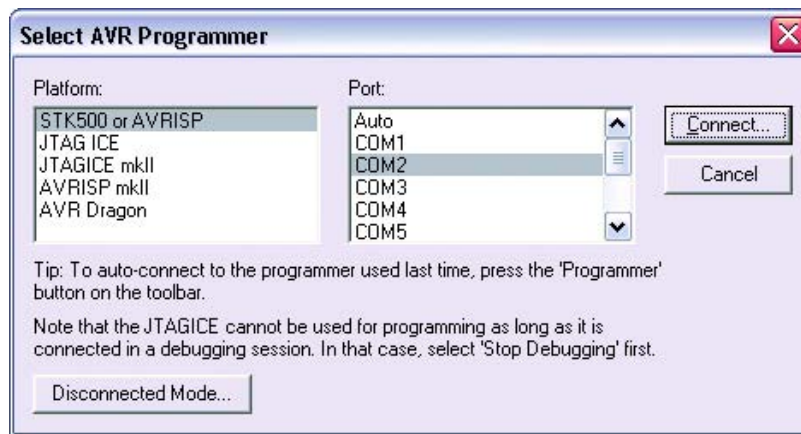 Select AVR Programmer
Platform:
STK500 or AVRISP
JTAG ICE
JTAGICE mkII
AVRISP mkII
AVR Dragon
Port:
Auto
COM1
COM2
COM3
COM4
COM5
Connect...
Cancel
Tip: To auto-connect to the programmer used last time, press the 'Programmer'
button on the toolbar.
Note that the JTAGICE cannot be used for programming as long as it is
connected in a debugging session. In that case, select 'Stop Debugging' first.
Disconnected Mode...